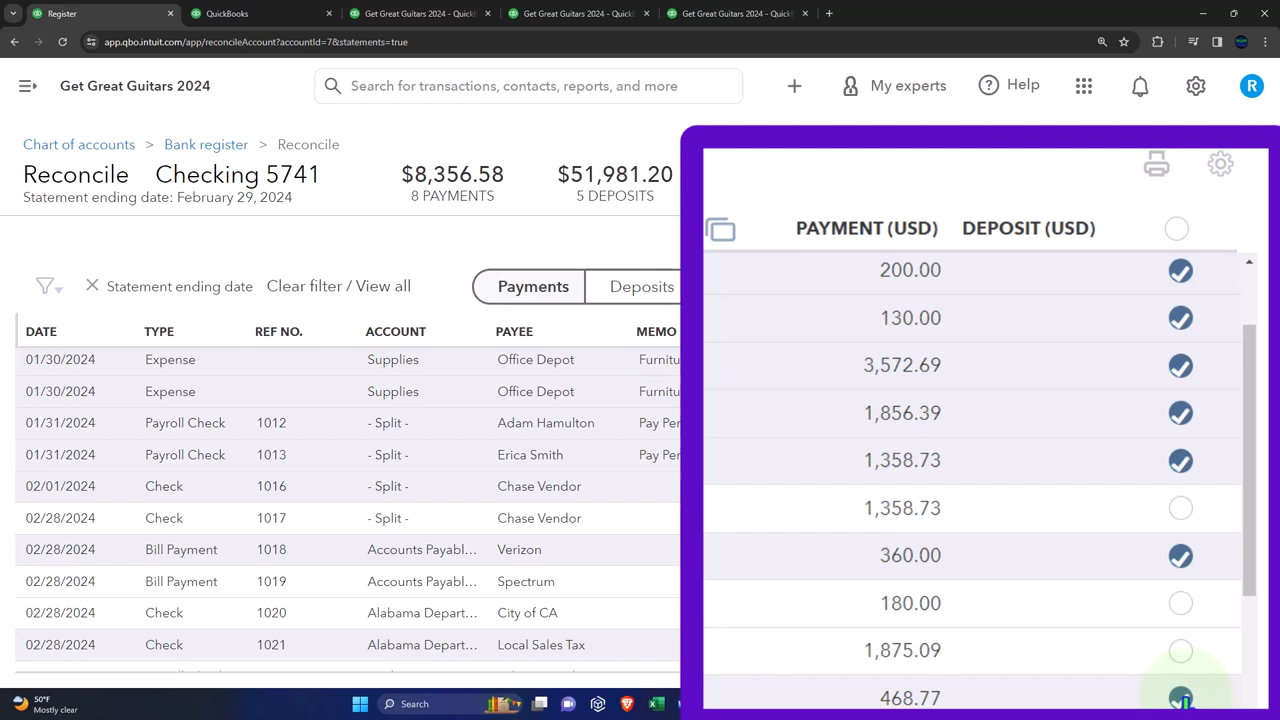 Register
QuickBooks
Get Great Guitars 2024 - QuickB
Get Great Guitars 2024 - QuickB
Get Great Guitars 2024 - QuickB
app.qbo.intuit.com/app/reconcileAccount?accountId=7&statements=true
Get Great Guitars 2024
Search for transactions, contacts, reports, and more
My experts
Help
R
Chart of accounts > Bank register > Reconcile
Reconcile Checking 5741
Statement ending date: February 29, 2024
$8,356.58
8 PAYMENTS
$51,981.20
5 DEPOSITS
Statement ending date Clear filter / View all
Payments Deposits
DATE TYPE REF NO. ACCOUNT PAYEE MEMO
01/30/2024 Expense Supplies Office Depot Furnitu
01/30/2024 Expense Supplies Office Depot Furnitu
01/31/2024 Payroll Check 1012 - Split - Adam Hamulton Pay Per
01/31/2024 Payroll Check 1013 - Split - Erica Smith Pay Per
02/01/2024 Check 1016 - Split - Chase Vendor
02/28/2024 Check 1017 - Split - Chase Vendor
02/28/2024 Bill Payment 1018 Accounts Payabl... Verizon
02/28/2024 Bill Payment 1019 Accounts Payabl... Spectrum
02/28/2024 Check 1020 Alabama Depart... City of CA
02/28/2024 Check 1021 Alabama Depart... Local Sales Tax
PAYMENT (USD) DEPOSIT (USD)
200.00
130.00
3,572.69
1,856.39
1,358.73
1,358.73
360.00
180.00
1,875.09
468.77
50°F
Mostly clear
Search